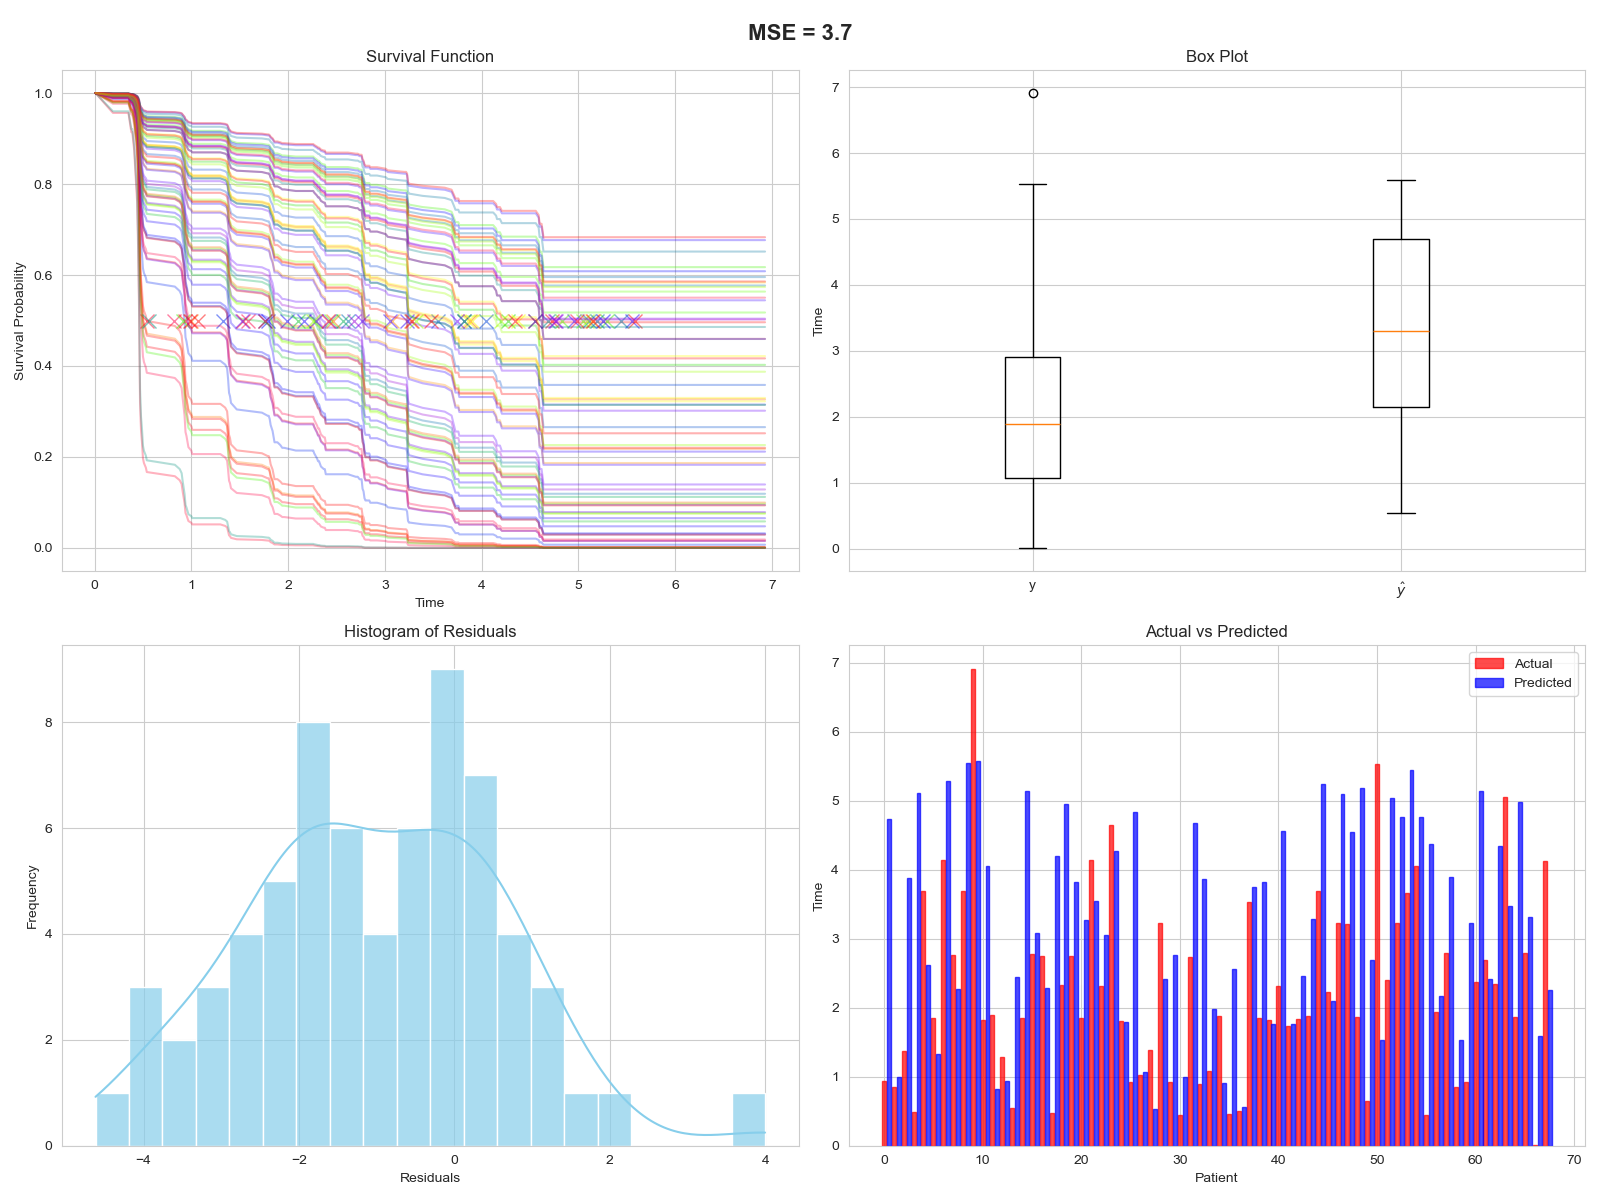 MSE = 3.7
Survival Function
1.0
0.8
0.6
0.4
0.2
0.0
Survival Probability
0 1 2 3 4 5 6 7
Time
Box Plot
7
6
5
4
3
2
1
0
Time
y ŷ
Histogram of Residuals
8
6
4
2
0
Frequency
−4 −2 0 2 4
Residuals
Actual vs Predicted
7
6
5
4
3
2
1
0
Time
Actual
Predicted
0 10 20 30 40 50 60 70
Patient